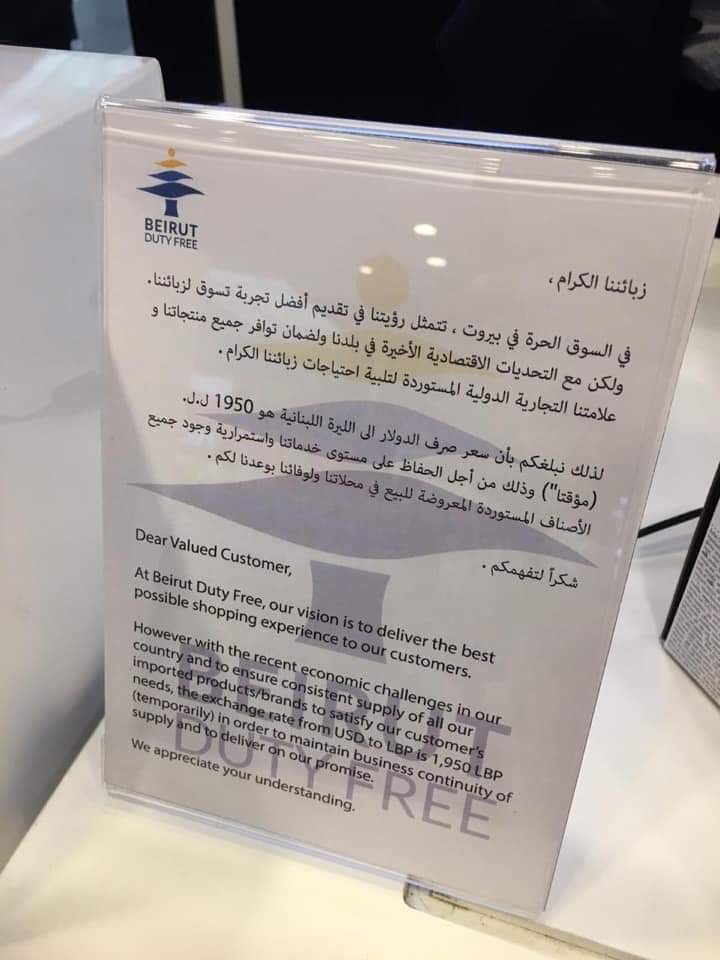 BEIRUT
DUTY FREE
زبائننا الكرام ،
في السوق الحرة في بيروت ، تتمثل رؤيتنا في تقديم أفضل تجربة تسوق لزبائننا.
ولكن مع التحديات الاقتصادية الأخيرة في بلدنا ولضمان توافر جميع منتجاتنا و
علامتنا التجارية الدولية المستوردة لتلبية احتياجات زبائننا الكرام .
لذلك نبلغكم بأن سعر صرف الدولار الى الليرة اللبنانية هو 1950 ل.ل.
(مؤقتا") وذلك من أجل الحفاظ على مستوى خدماتنا واستمرارية وجود جميع
الأصناف المستوردة المعروضة للبيع في محلاتنا ولوفائنا بوعدنا لكم .
شكراً لتفهمكم .
Dear Valued Customer,
At Beirut Duty Free, our vision is to deliver the best
possible shopping experience to our customers.
However with the recent economic challenges in our
country and to ensure consistent supply of all our
imported products/brands to satisfy our customer's
needs, the exchange rate from USD to LBP is 1,950 LBP
(temporarily) in order to maintain business continuity of
supply and to deliver on our promise.
We appreciate your understanding.
BEIRUT
DUTY FREE